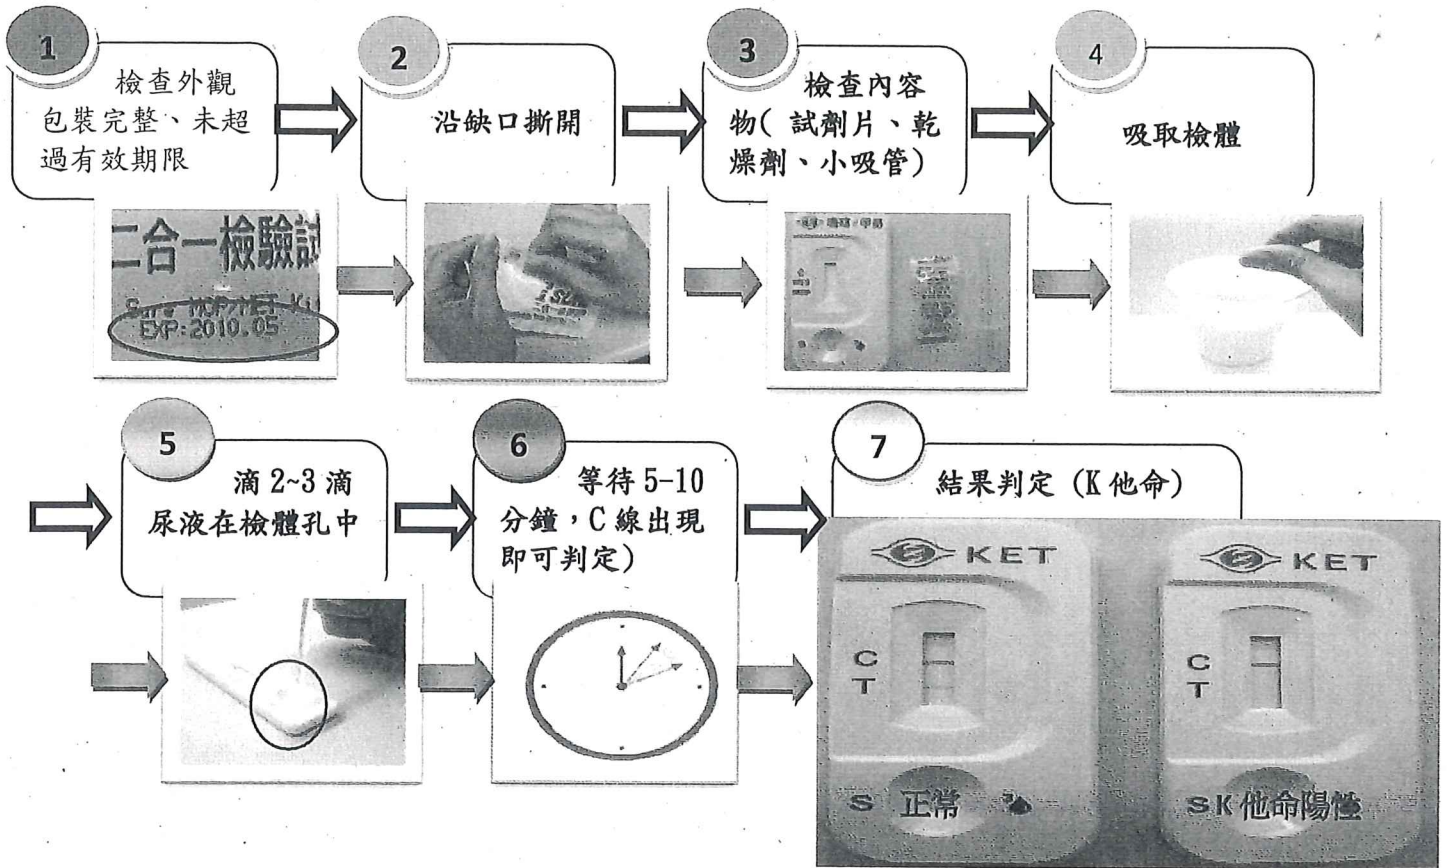 1
檢查外觀
包裝完整、未超
過有效期限
2
沿缺口撕開
3
檢查內容
物( 試劑片、乾
燥劑、小吸管)
4
吸取檢體
二合一檢驗試
Sure MOP/MET Ki
EXP:2010.05
5
滴 2~3 滴
尿液在檢體孔中
6
等待 5-10
分鐘，C 線出現
即可判定)
7
結果判定 (K 他命)
KET
C
T
S 正常
KET
C
T
S K 他命陽性